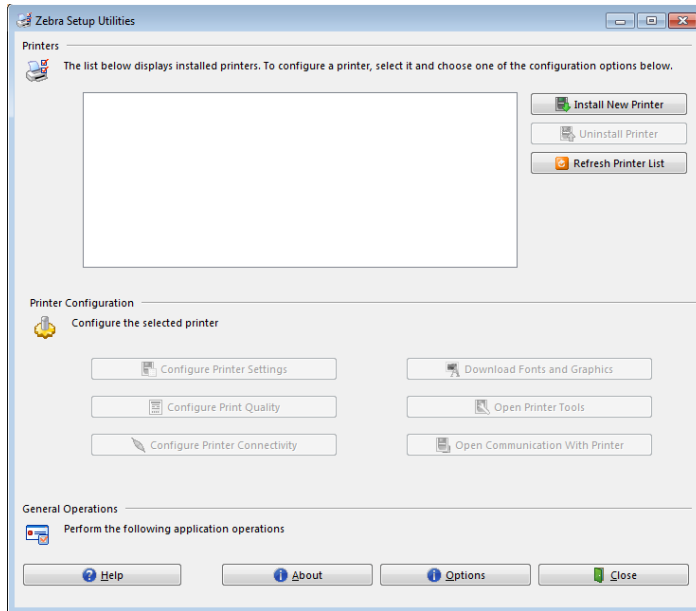 Zebra Setup Utilities
Printers
The list below displays installed printers. To configure a printer, select it and choose one of the configuration options below.
Install New Printer
Uninstall Printer
Refresh Printer List
Printer Configuration
Configure the selected printer
Configure Printer Settings
Download Fonts and Graphics
Configure Print Quality
Open Printer Tools
Configure Printer Connectivity
Open Communication With Printer
General Operations
Perform the following application operations
Help
About
Options
Close